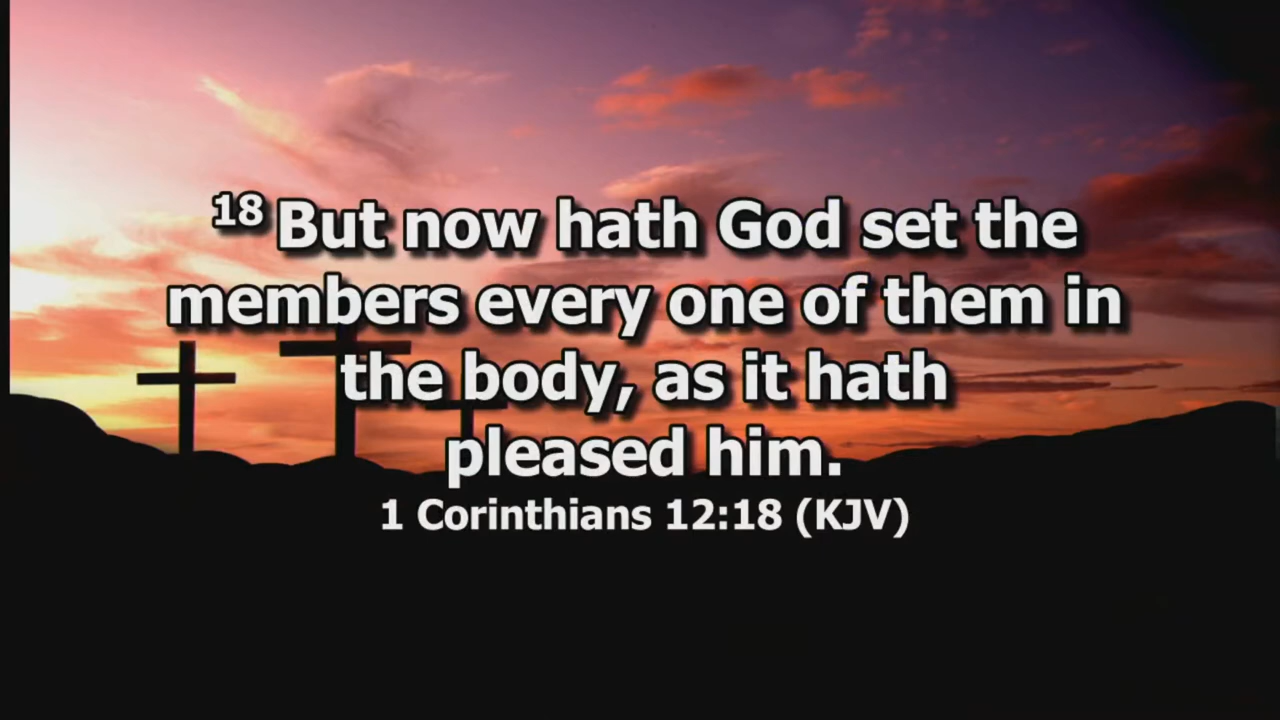 18 But now hath God set the
members every one of them in
the body, as it hath
pleased him.
1 Corinthians 12:18 (KJV)